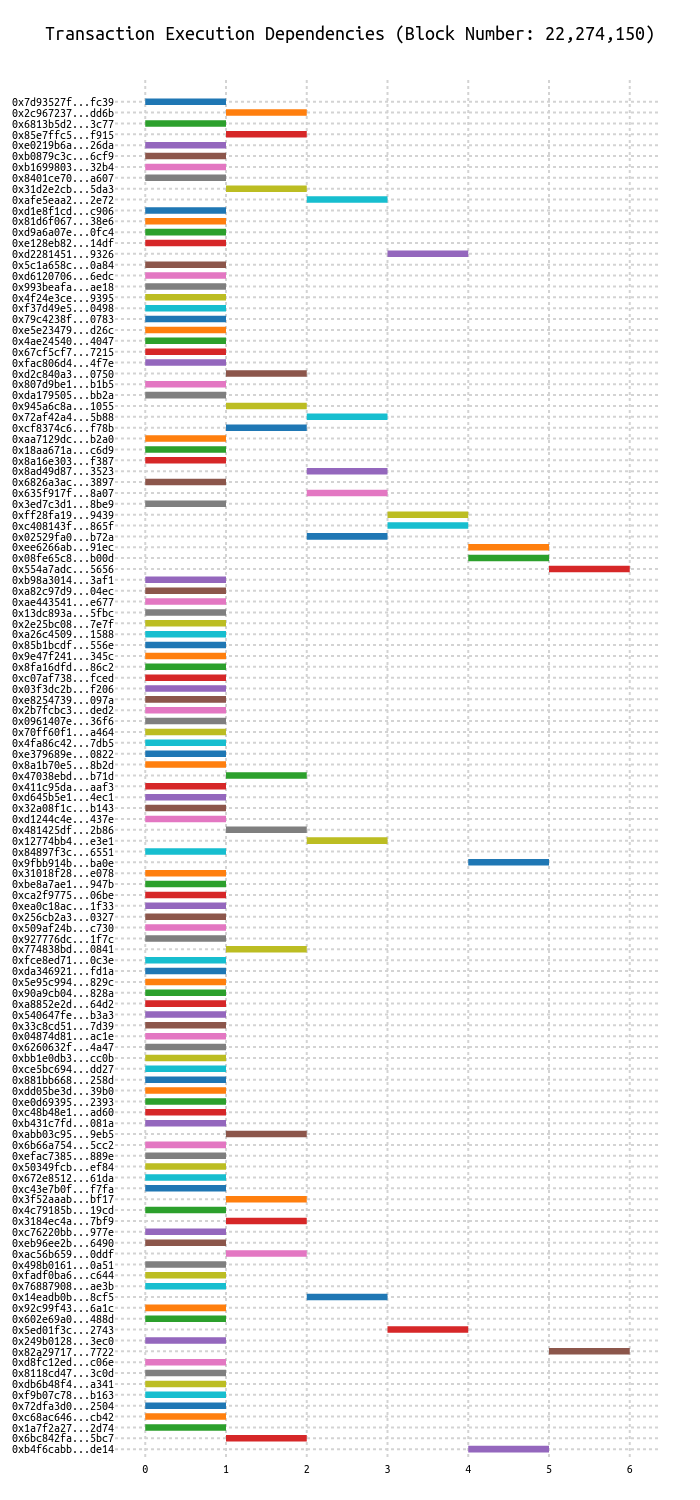 Transaction Execution Dependencies (Block Number: 22,274,150)
0x7d93527f...fc39
0x2c967237...dd6b
0x6813b5d2...3c77
0x85e7ffc5...f915
0xe0219b6a...26da
0xb0879c3c...6cf9
0xb1699803...32b4
0x8401ce70...a607
0x31d2e2cb...5da3
0xafe5eaa2...2e72
0xd1e8f1cd...c906
0x81d6f067...38e6
0xd9a6a07e...0fc4
0xe128eb82...14df
0xd2281451...9326
0x5c1a658c...0a84
0xd6120706...6edc
0x993beafa...ae18
0x4f24e3ce...9395
0xf37d49e5...0498
0x79c4238f...0783
0xe5e23479...d26c
0x4ae24540...4047
0x67cf5cf7...7215
0xfac806d4...4f7e
0xd2c840a3...0750
0x807d9be1...b1b5
0xda179505...bb2a
0x945a6c8a...1055
0x72af42a4...5b88
0xcf8374c6...f78b
0xaa7129dc...b2a0
0x18aa671a...c6d9
0x8a16e303...f387
0x8ad49d87...3523
0x6826a3ac...3897
0x635f917f...8a07
0x3ed7c3d1...8be9
0xff28fa19...9439
0xc408143f...865f
0x02529fa0...b72a
0xee6266ab...91ec
0x08fe65c8...b00d
0x554a7adc...5656
0xb98a3014...3af1
0xa82c97d9...04ec
0xae443541...e677
0x13dc893a...5fbc
0x2e25bc08...7e7f
0xa26c4509...1588
0x85b1bcdf...556e
0x9e47f241...345c
0x8fa16dfd...86c2
0xc07af738...fced
0x03f3dc2b...f206
0xe8254739...097a
0x2b7fcbc3...ded2
0x0961407e...36f6
0x70ff60f1...a464
0x4fa86c42...7db5
0xe379689e...0822
0x8a1b70e5...8b2d
0x47038ebd...b71d
0x411c95da...aaf3
0xd645b5e1...4ec1
0x32a08f1c...b143
0xd1244c4e...437e
0x481425df...2b86
0x12774bb4...e3e1
0x84897f3c...6551
0x9fbb914b...ba0e
0x31018f28...e078
0xbe8a7ae1...947b
0xca2f9775...06be
0xea0c18ac...1f33
0x256cb2a3...0327
0x509af24b...c730
0x927776dc...1f7c
0x774838bd...0841
0xfce8ed71...0c3e
0xda346921...fd1a
0x5e95c994...829c
0x90a9cb04...828a
0xa8852e2d...64d2
0x540647fe...b3a3
0x33c8cd51...7d39
0x04874d81...ac1e
0x6260632f...4a47
0xbb1e0db3...cc0b
0xce5bc694...dd27
0x881bb668...258d
0xdd05be3d...39b0
0xe0d69395...2393
0xc48b48e1...ad60
0xb431c7fd...081a
0xabb03c95...9eb5
0x6b66a754...5cc2
0xefac7385...889e
0x50349fcb...ef84
0x672e8512...61da
0xc43e7b0f...f7fa
0x3f52aaab...bf17
0x4c79185b...19cd
0x3184ec4a...7bf9
0xc76220bb...977e
0xeb96ee2b...6490
0xac56b659...0ddf
0x498b0161...0a51
0xfadf0ba6...c644
0x76887908...ae3b
0x14eadb0b...8cf5
0x92c99f43...6a1c
0x602e69a0...488d
0x5ed01f3c...2743
0x249b0128...3ec0
0x82a29717...7722
0xd8fc12ed...c06e
0x8118cd47...3c0d
0xdb6b48f4...a341
0xf9b07c78...b163
0x72dfa3d0...2504
0xc68ac646...cb42
0x1a7f2a27...2d74
0x6bc842fa...5bc7
0xb4f6cabb...de14
0 1 2 3 4 5 6